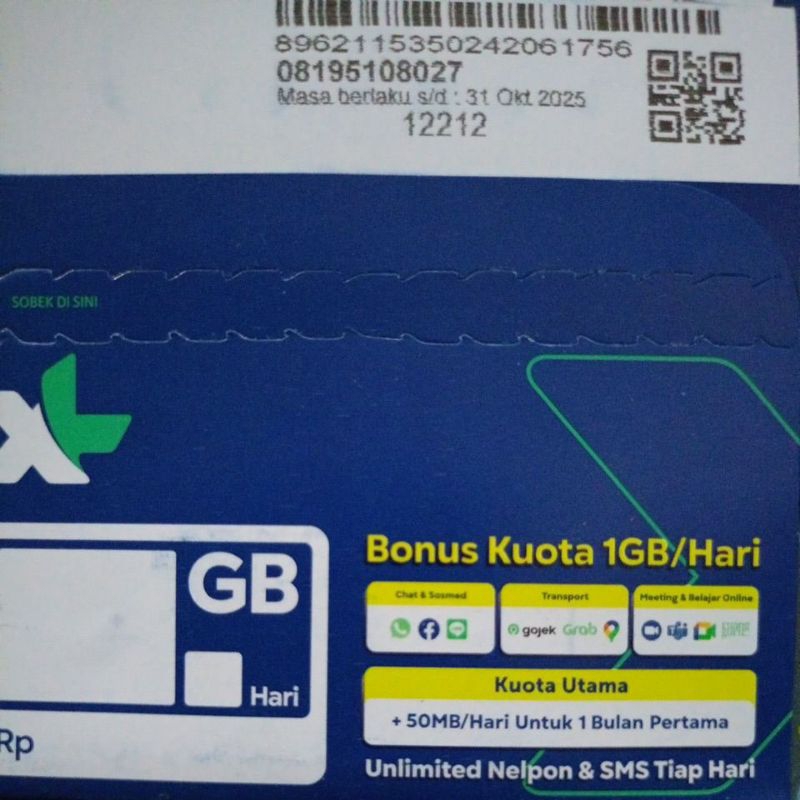 8962115350242061756
08195108027
Masa berlaku s/d : 31 Okt 2025
12212
SOBEK DI SINI
XL
GB
Hari
Rp
Bonus Kuota 1GB/Hari
Chat & Sosmed
Transport
gojek Grab
Meeting & Belajar Online
Kuota Utama
+ 50MB/Hari Untuk 1 Bulan Pertama
Unlimited Nelpon & SMS Tiap Hari